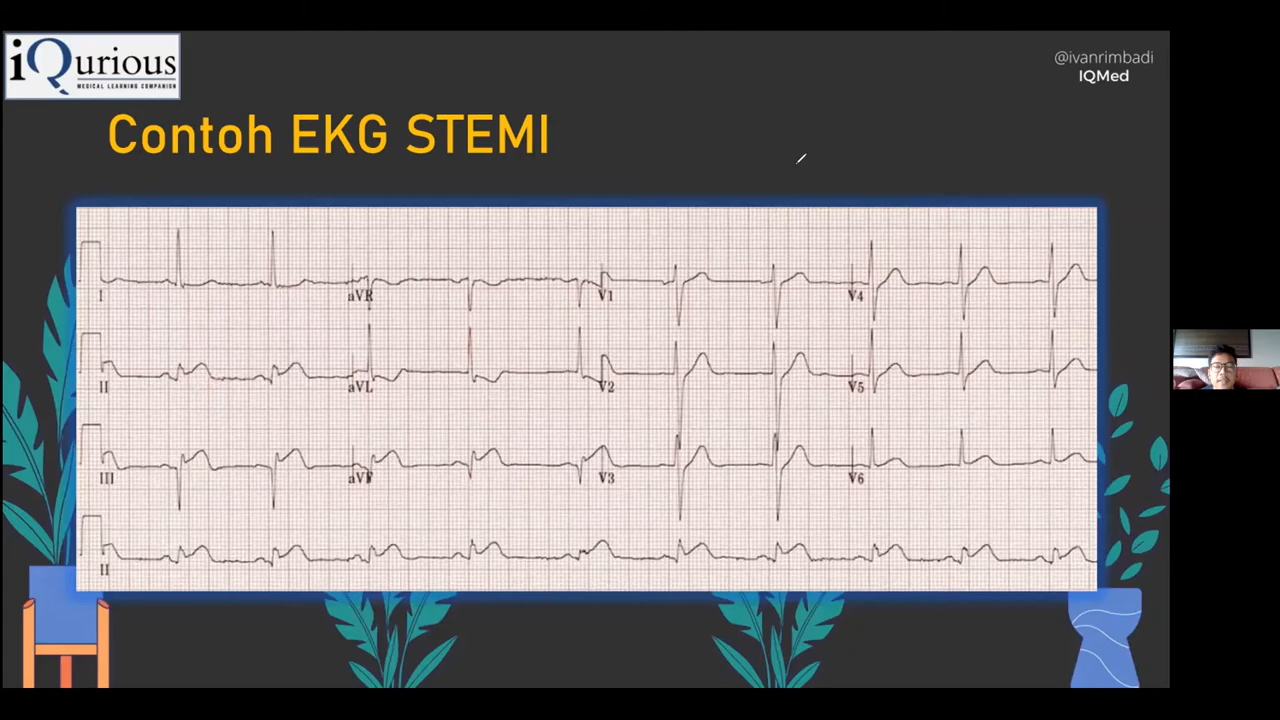 iQurious
MEDICAL LEARNING COMPANION
@ivanrimbadi
IQMed
Contoh EKG STEMI
I
aVR
V1
V4
II
aVL
V2
V5
III
aVF
V3
V6
II